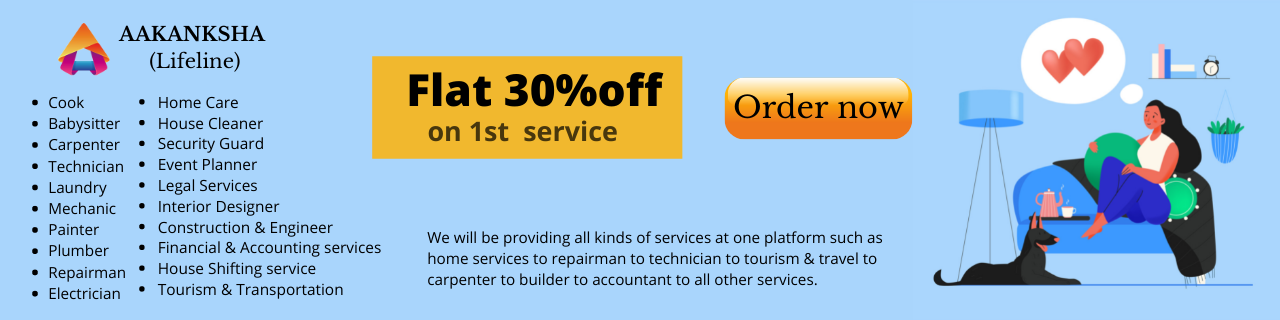 AAKANKSHA
(Lifeline)
Cook
Babysitter
Carpenter
Technician
Laundry
Mechanic
Painter
Plumber
Repairman
Electrician
Home Care
House Cleaner
Security Guard
Event Planner
Legal Services
Interior Designer
Construction & Engineer
Financial & Accounting services
House Shifting service
Tourism & Transportation
Flat 30%off
on 1st service
Order now
We will be providing all kinds of services at one platform such as
home services to repairman to technician to tourism & travel to
carpenter to builder to accountant to all other services.